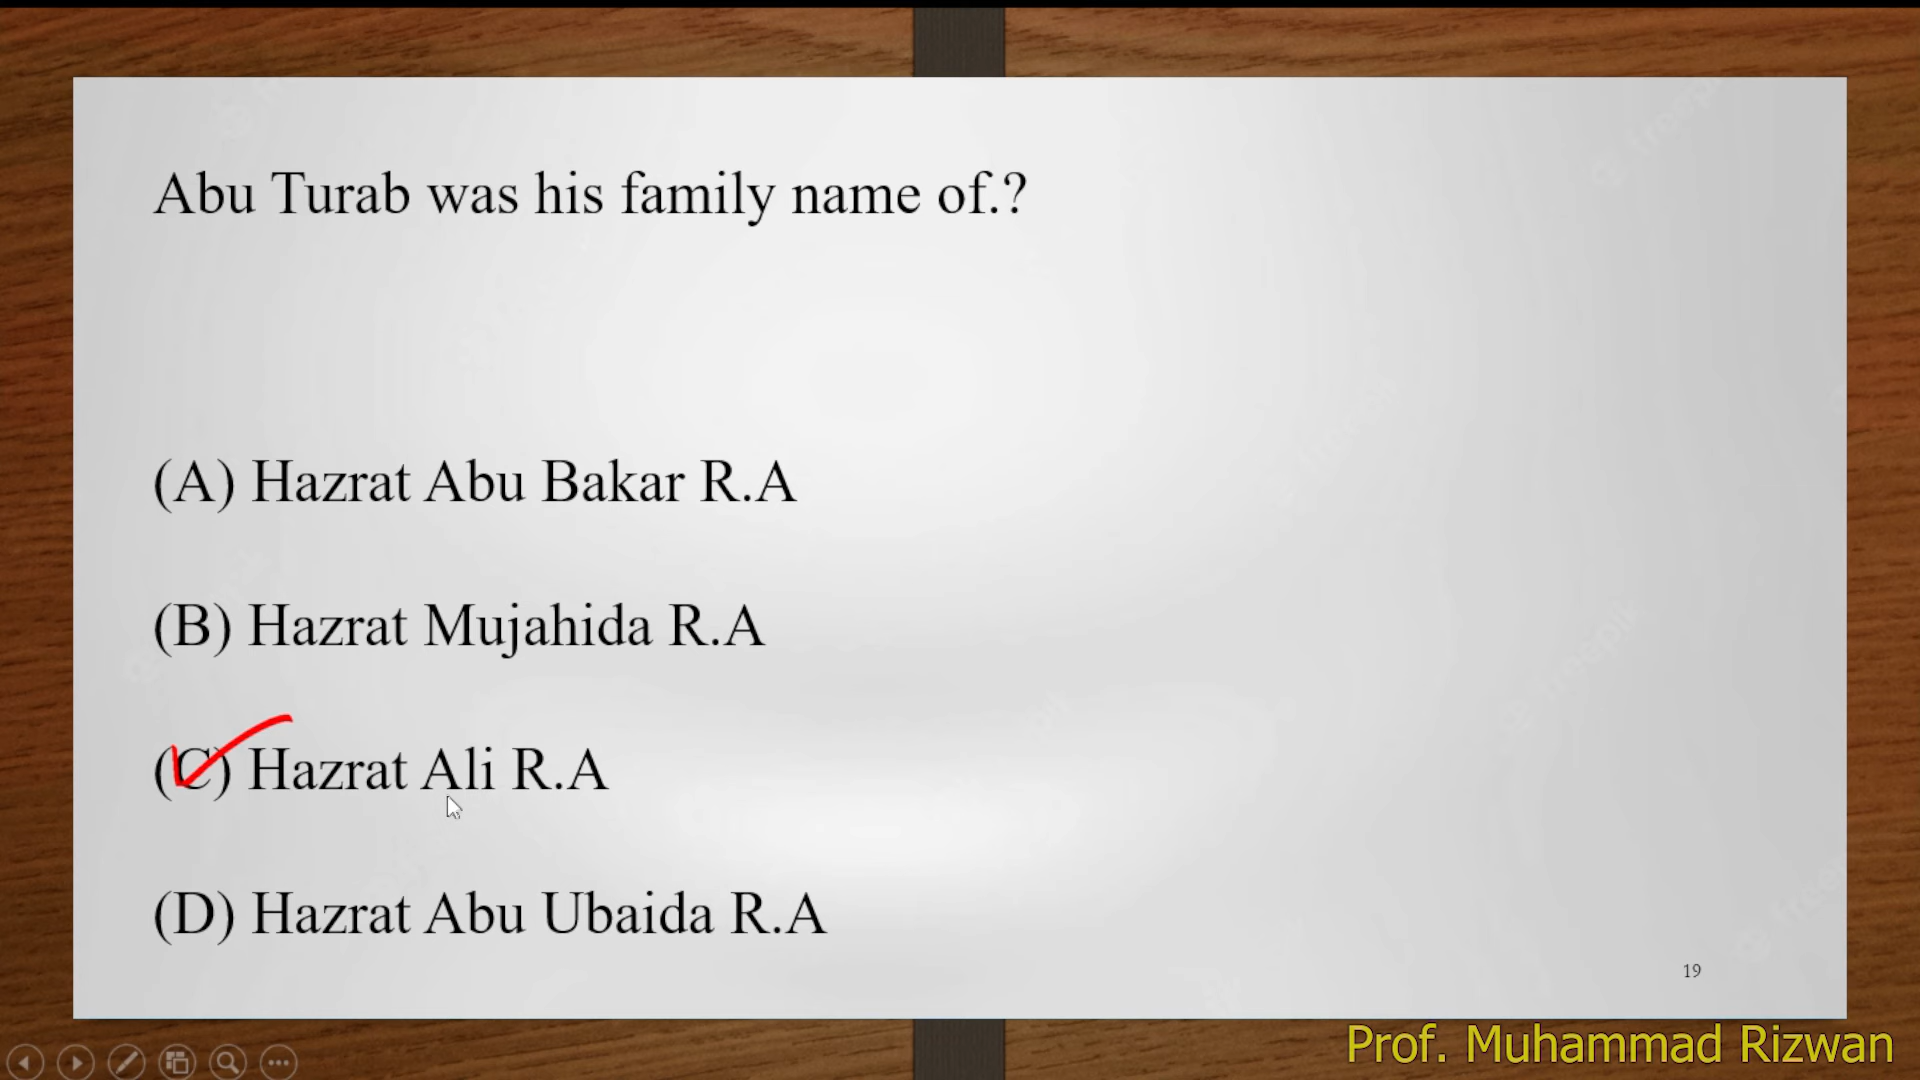 Abu Turab was his family name of.?
(A) Hazrat Abu Bakar R.A
(B) Hazrat Mujahida R.A
(C) Hazrat Ali R.A
(D) Hazrat Abu Ubaida R.A
19
Prof. Muhammad Rizwan